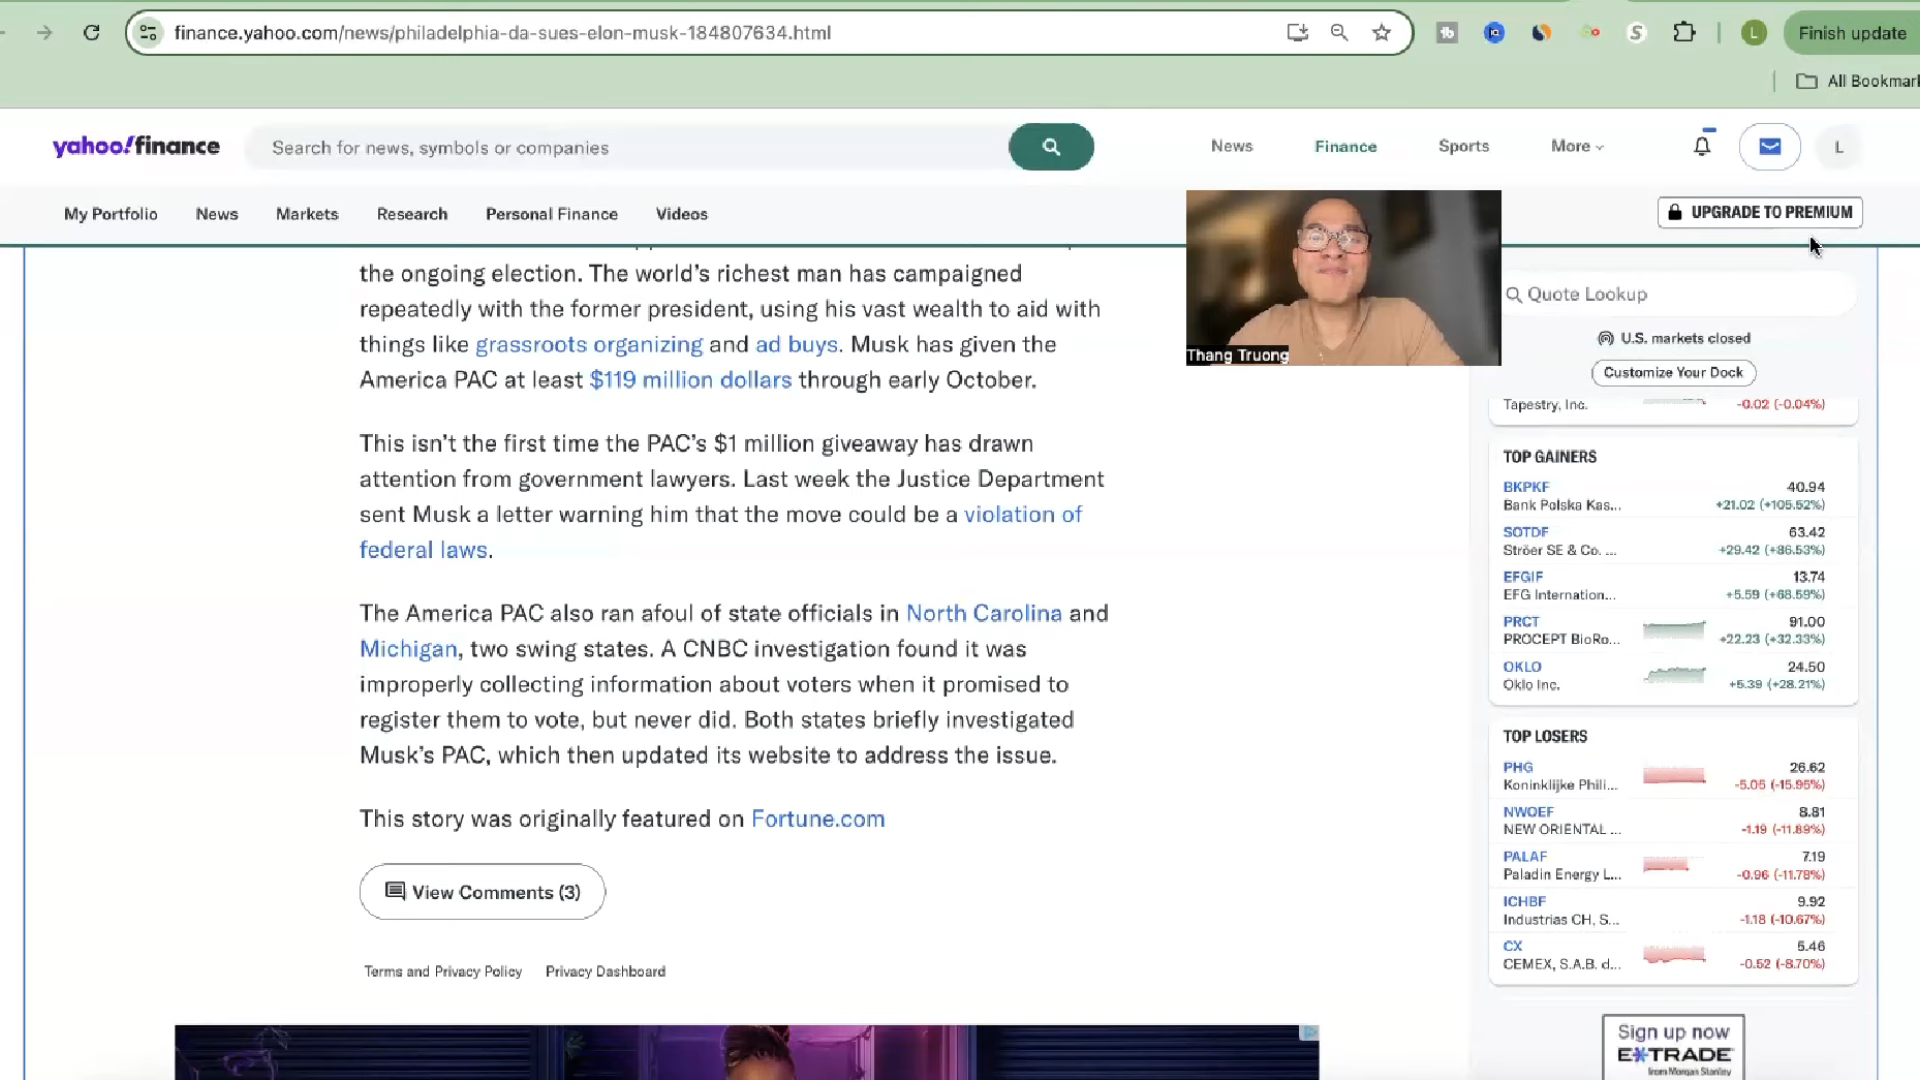 finance.yahoo.com/news/philadelphia-da-sues-elon-musk-184807634.html
L
Finish update
All Bookmar
yahoo!finance
Search for news, symbols or companies
News
Finance
Sports
More
L
My Portfolio
News
Markets
Research
Personal Finance
Videos
UPGRADE TO PREMIUM
the ongoing election. The world's richest man has campaigned
repeatedly with the former president, using his vast wealth to aid with
things like grassroots organizing and ad buys. Musk has given the
America PAC at least $119 million dollars through early October.
This isn't the first time the PAC's $1 million giveaway has drawn
attention from government lawyers. Last week the Justice Department
sent Musk a letter warning him that the move could be a violation of
federal laws.
The America PAC also ran afoul of state officials in North Carolina and
Michigan, two swing states. A CNBC investigation found it was
improperly collecting information about voters when it promised to
register them to vote, but never did. Both states briefly investigated
Musk's PAC, which then updated its website to address the issue.
This story was originally featured on Fortune.com
View Comments (3)
Terms and Privacy Policy
Privacy Dashboard
Thang Truong
Quote Lookup
U.S. markets closed
Customize Your Dock
Tapestry, Inc. -0.02 (-0.04%)
TOP GAINERS
BKPKF 40.94
Bank Polska Kas... +21.02 (+105.52%)
SOTDF 63.42
Ströer SE & Co. ... +29.42 (+86.53%)
EFGIF 13.74
EFG Internation... +5.59 (+68.59%)
PRCT 91.00
PROCEPT BioRo... +22.23 (+32.33%)
OKLO 24.50
Oklo Inc. +5.39 (+28.21%)
TOP LOSERS
PHG 26.62
Koninklijke Phili... -5.05 (-15.95%)
NWOEF 8.81
NEW ORIENTAL ... -1.19 (-11.89%)
PALAF 7.19
Paladin Energy L... -0.96 (-11.78%)
ICHBF 9.92
Industrias CH, S... -1.18 (-10.67%)
CX 5.46
CEMEX, S.A.B. d... -0.52 (-8.70%)
Sign up now
E*TRADE
from Morgan Stanley